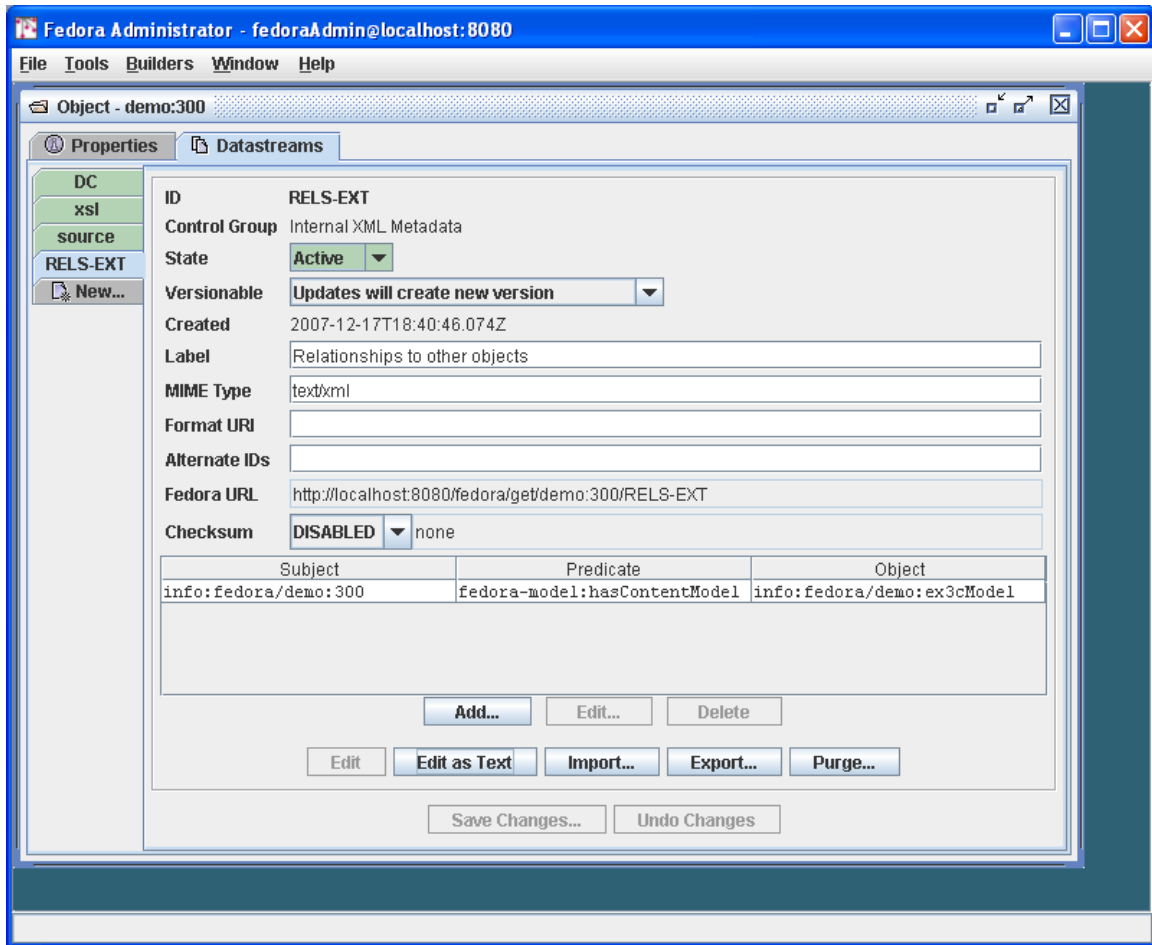 Fedora Administrator - fedoraAdmin@localhost:8080
File Tools Builders Window Help
Object - demo:300
Properties Datastreams
DC
xsl
source
RELS-EXT
New...
ID RELS-EXT
Control Group Internal XML Metadata
State Active
Versionable Updates will create new version
Created 2007-12-17T18:40:46.074Z
Label Relationships to other objects
MIME Type text/xml
Format URI
Alternate IDs
Fedora URL http://localhost:8080/fedora/get/demo:300/RELS-EXT
Checksum DISABLED none
Subject Predicate Object
info:fedora/demo:300 fedora-model:hasContentModel info:fedora/demo:ex3cModel
Add... Edit... Delete
Edit Edit as Text Import... Export... Purge...
Save Changes... Undo Changes